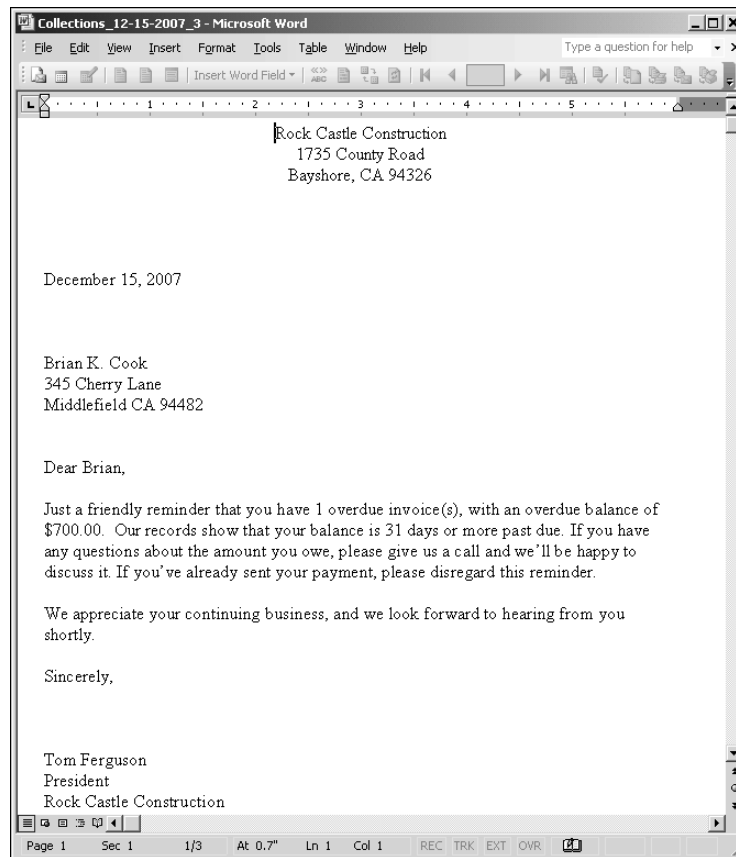 Collections_12-15-2007_3 - Microsoft Word
File Edit View Insert Format Tools Table Window Help Type a question for help
Insert Word Field
1 2 3 4 5
Rock Castle Construction
1735 County Road
Bayshore, CA 94326
December 15, 2007
Brian K. Cook
345 Cherry Lane
Middlefield CA 94482
Dear Brian,
Just a friendly reminder that you have 1 overdue invoice(s), with an overdue balance of
$700.00.  Our records show that your balance is 31 days or more past due. If you have
any questions about the amount you owe, please give us a call and we’ll be happy to
discuss it. If you’ve already sent your payment, please disregard this reminder.
We appreciate your continuing business, and we look forward to hearing from you
shortly.
Sincerely,
Tom Ferguson
President
Rock Castle Construction
Page 1 Sec 1 1/3 At 0.7" Ln 1 Col 1 REC TRK EXT OVR